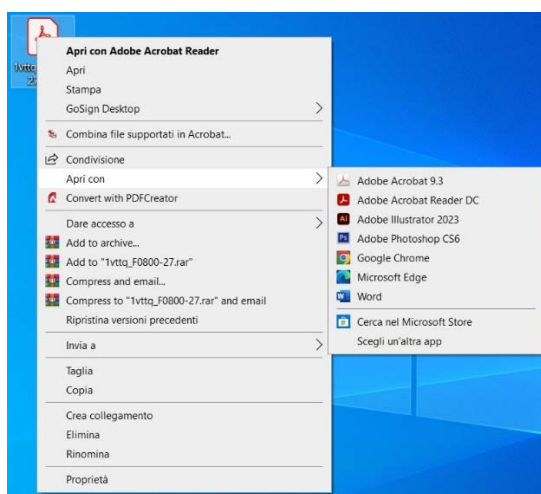 Apri con Adobe Acrobat Reader
Apri
Stampa
GoSign Desktop
Combina file supportati in Acrobat...
Condivisione
Apri con
Convert with PDFCreator
Dare accesso a
Add to archive...
Add to "1vttq_F0800-27.rar"
Compress and email...
Compress to "1vttq_F0800-27.rar" and email
Ripristina versioni precedenti
Invia a
Taglia
Copia
Crea collegamento
Elimina
Rinomina
Proprietà
Adobe Acrobat 9.3
Adobe Acrobat Reader DC
Adobe Illustrator 2023
Adobe Photoshop CS6
Google Chrome
Microsoft Edge
Word
Cerca nel Microsoft Store
Scegli un'altra app